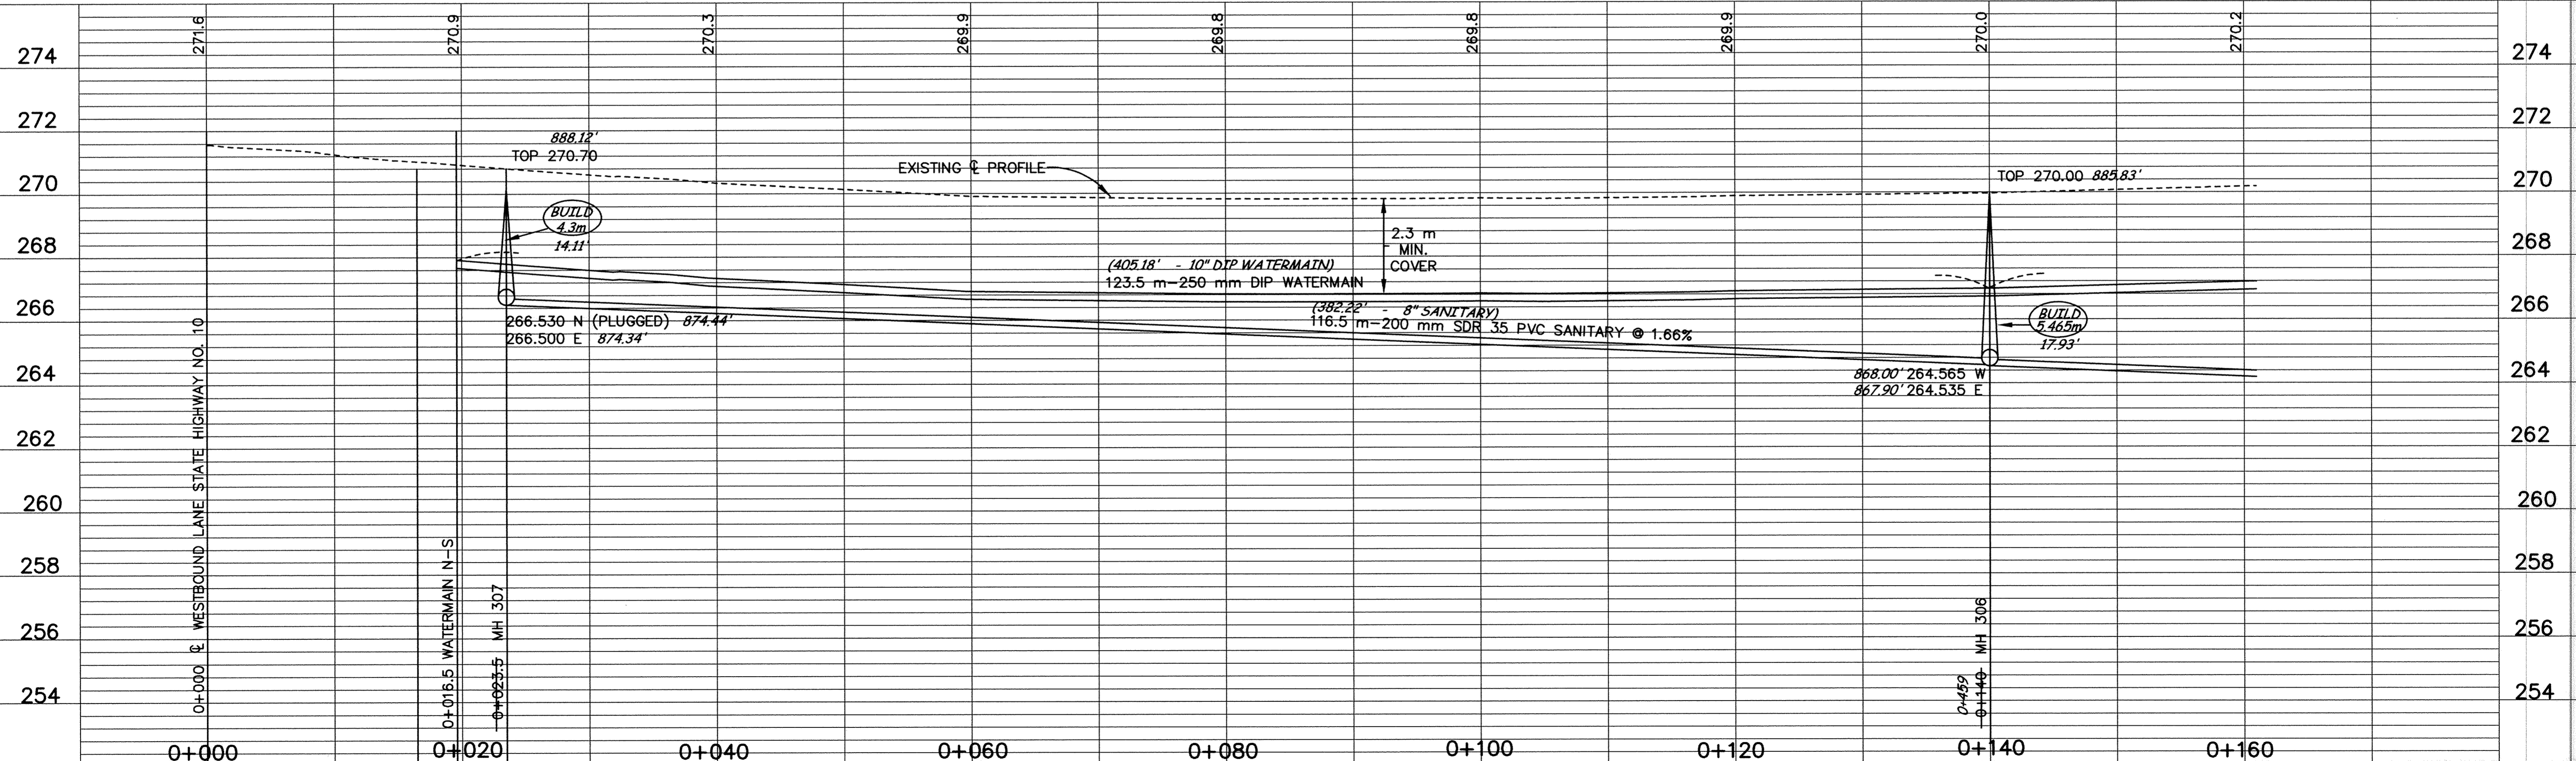 271.6
270.9
270.3
269.9
269.8
269.8
269.9
270.0
270.2
274
274
272
272
888.12'
TOP 270.70
EXISTING ℄ PROFILE
TOP 270.00 885.83'
270
270
BUILD
4.3m
14.11'
2.3 m
MIN.
COVER
268
268
(405.18' - 10" DIP WATERMAIN)
123.5 m-250 mm DIP WATERMAIN
266
266
(382.22' - 8" SANITARY)
116.5 m-200 mm SDR 35 PVC SANITARY @ 1.66%
266.530 N (PLUGGED) 874.44'
266.500 E 874.34'
BUILD
5.465m
17.93'
264
264
868.00' 264.565 W
867.90' 264.535 E
262
262
260
260
258
258
256
256
254
254
0+000 ℄ WESTBOUND LANE STATE HIGHWAY NO. 10
0+016.5 WATERMAIN N-S
0+023.5 MH 307
0+459
0+140 MH 306
0+000
0+020
0+040
0+060
0+080
0+100
0+120
0+140
0+160